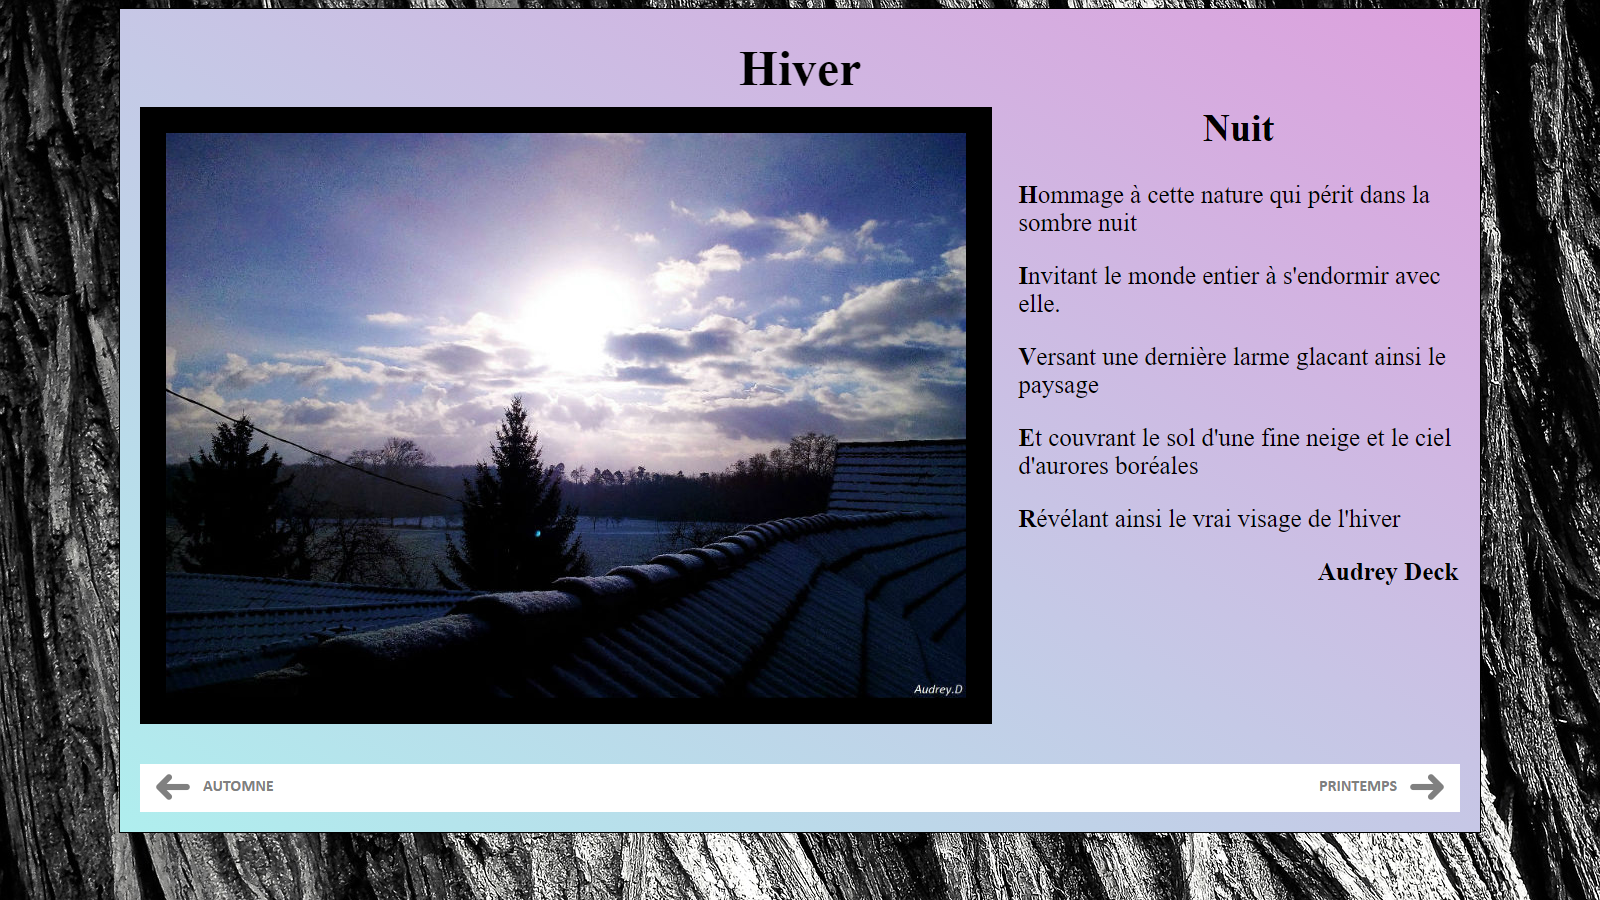 Hiver
Nuit
Hommage à cette nature qui périt dans la
sombre nuit
Invitant le monde entier à s'endormir avec
elle.
Versant une dernière larme glacant ainsi le
paysage
Et couvrant le sol d'une fine neige et le ciel
d'aurores boréales
Révélant ainsi le vrai visage de l'hiver
Audrey Deck
Audrey.D
AUTOMNE
PRINTEMPS